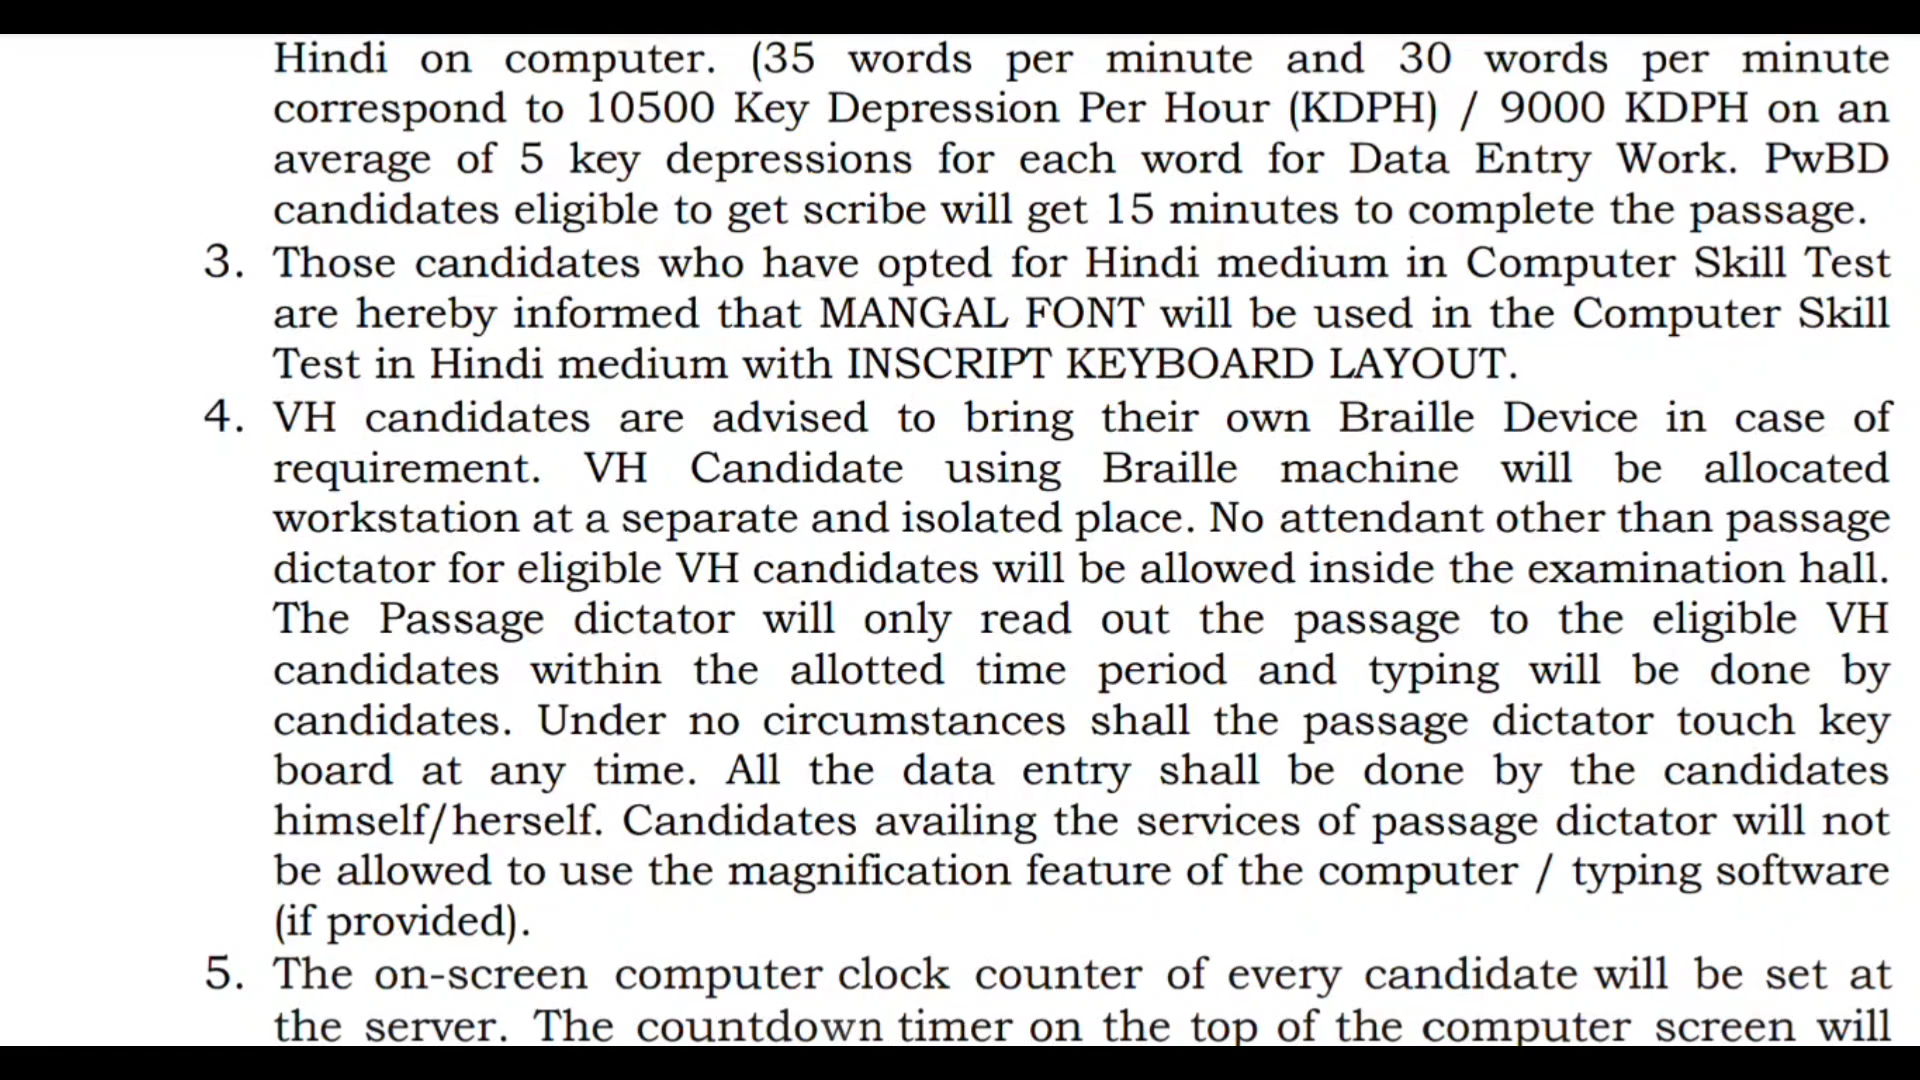 Hindi on computer. (35 words per minute and 30 words per minute
correspond to 10500 Key Depression Per Hour (KDPH) / 9000 KDPH on an
average of 5 key depressions for each word for Data Entry Work. PwBD
candidates eligible to get scribe will get 15 minutes to complete the passage.
3. Those candidates who have opted for Hindi medium in Computer Skill Test
are hereby informed that MANGAL FONT will be used in the Computer Skill
Test in Hindi medium with INSCRIPT KEYBOARD LAYOUT.
4. VH candidates are advised to bring their own Braille Device in case of
requirement. VH Candidate using Braille machine will be allocated
workstation at a separate and isolated place. No attendant other than passage
dictator for eligible VH candidates will be allowed inside the examination hall.
The Passage dictator will only read out the passage to the eligible VH
candidates within the allotted time period and typing will be done by
candidates. Under no circumstances shall the passage dictator touch key
board at any time. All the data entry shall be done by the candidates
himself/herself. Candidates availing the services of passage dictator will not
be allowed to use the magnification feature of the computer / typing software
(if provided).
5. The on-screen computer clock counter of every candidate will be set at
the server. The countdown timer on the top of the computer screen will